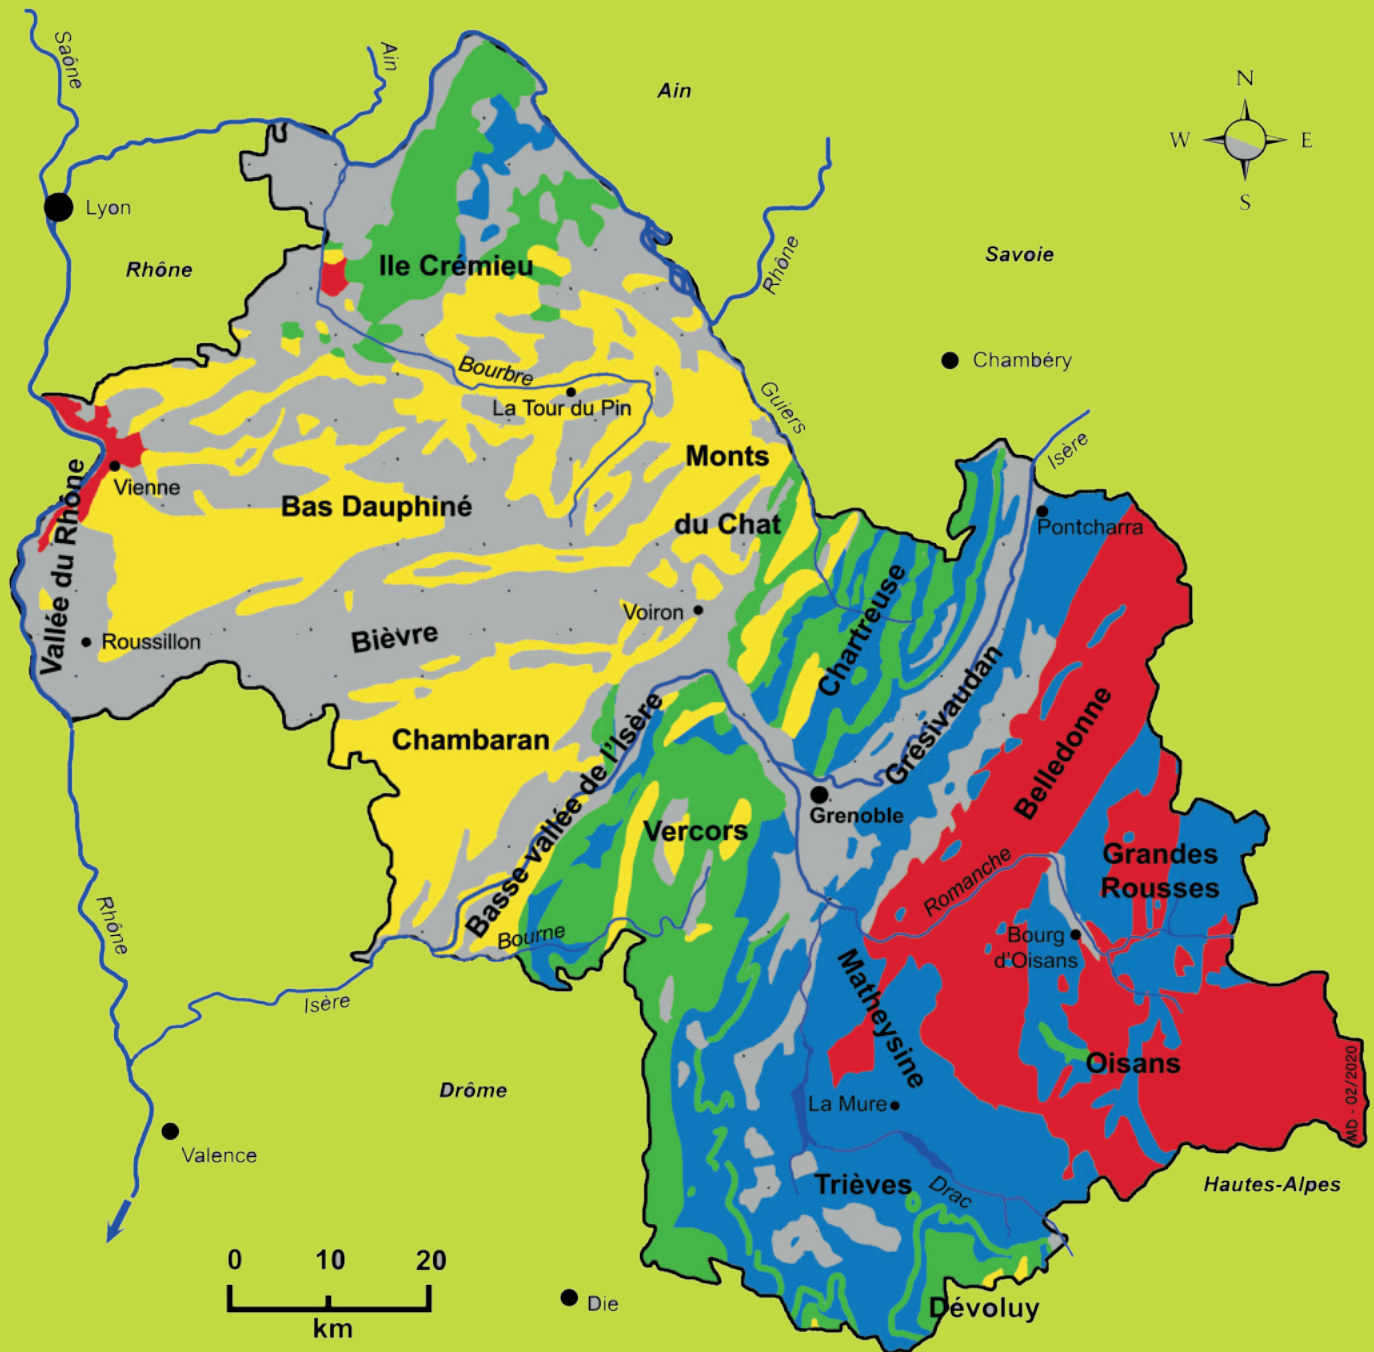 Saône
Ain
Ain
N
W
E
S
Lyon
Rhône
Ile Crémieu
Rhône
Savoie
Chambéry
Bourbre
La Tour du Pin
Guiers
Isère
Monts
du Chat
Vienne
Bas Dauphiné
Pontcharra
Vallée du Rhône
Chartreuse
Voiron
Roussillon
Bièvre
Grésivaudan
Basse vallée de l'Isère
Chambaran
Belledonne
Grenoble
Vercors
Grandes
Rousses
Romanche
Rhône
Bourne
Bourg
d'Oisans
Isère
Matheysine
Oisans
Drôme
La Mure
MD - 02/2020
Valence
Trièves
Drac
Hautes-Alpes
0 10 20
km
Die
Dévoluy